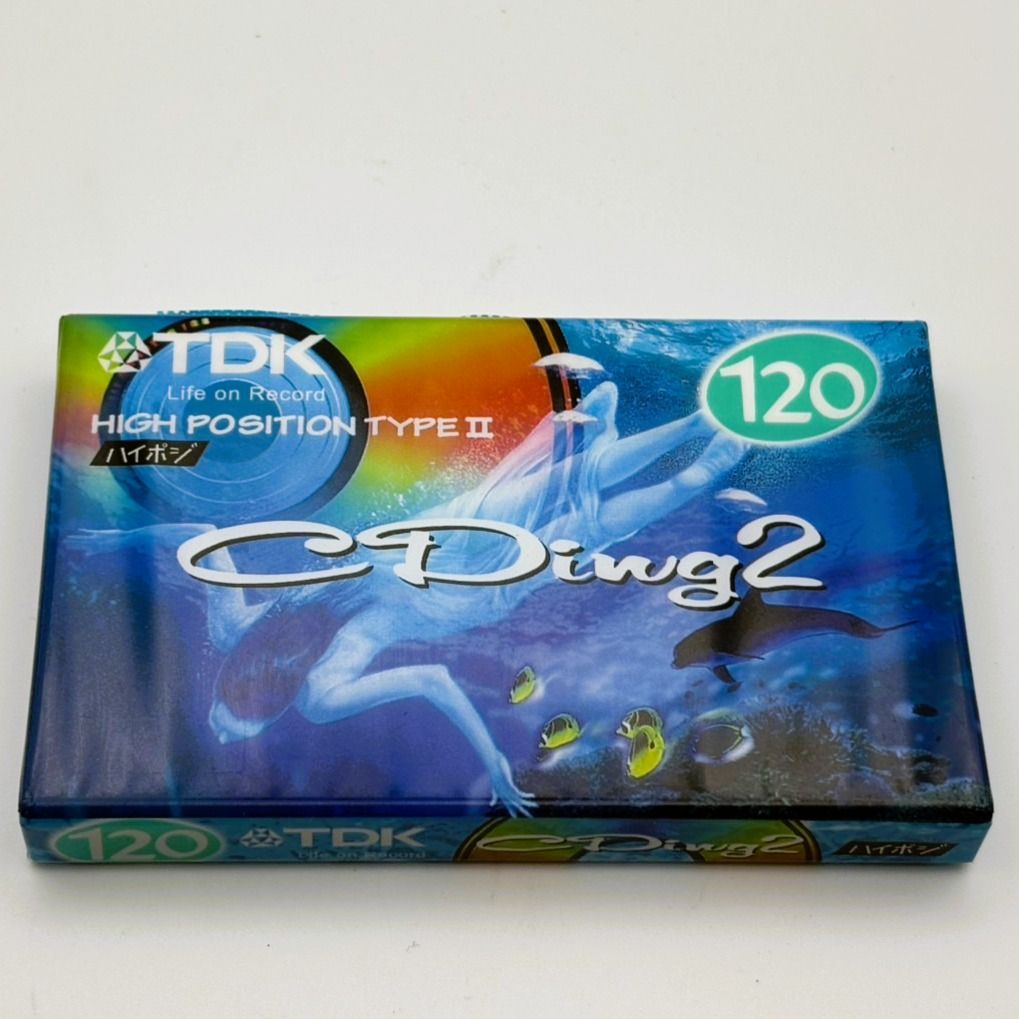 TDK
Life on Record
HIGH POSITION TYPE II
ハイポジ
120
CDing2
120
TDK
Life on Record
CDing2
ハイポジ